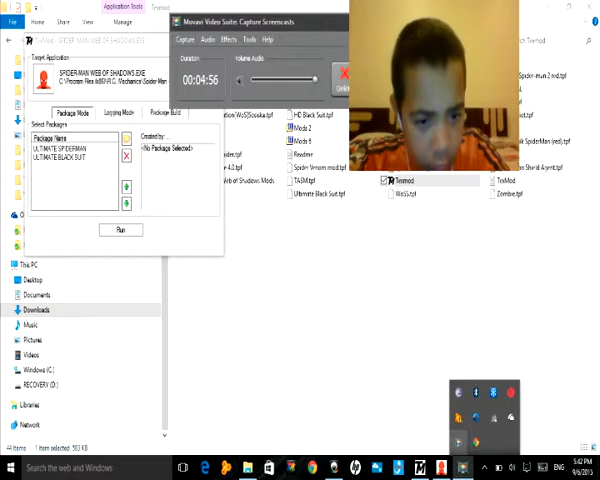 Application Tools
Movavi Video Suite: Capture Screencasts
File
Home
Share
View
Manage
TexMod - SPIDER-MAN WEB OF SHADOWS.EXE
Capture Audio Effects Tools Help
TexMod
Target Application
SPIDER-MAN WEB OF SHADOWS.EXE
Duration
Volume Audio
00:04:56
Package Mode
Logging Mode
Package Build
Select Packages
Package Name
Created by: ...
ULTIMATE SPIDERMAN
<No Package Selected>
ULTIMATE BLACK SUIT
HD Black Suit.tpf
Mods 2
Mods 6
Readme
Spider Venom mod.tpf
Web of Shadows Mods
TASM.tpf
Texmod
TexMod
Ultimate Black Suit.tpf
WoSS.tpf
Zombie.tpf
Run
This PC
Desktop
Documents
Downloads
Music
Pictures
Videos
Windows (C:)
RECOVERY (D:)
Libraries
Network
44 items
1 item selected 583 KB
Search the web and Windows
ENG
5:42 PM
9/6/2015